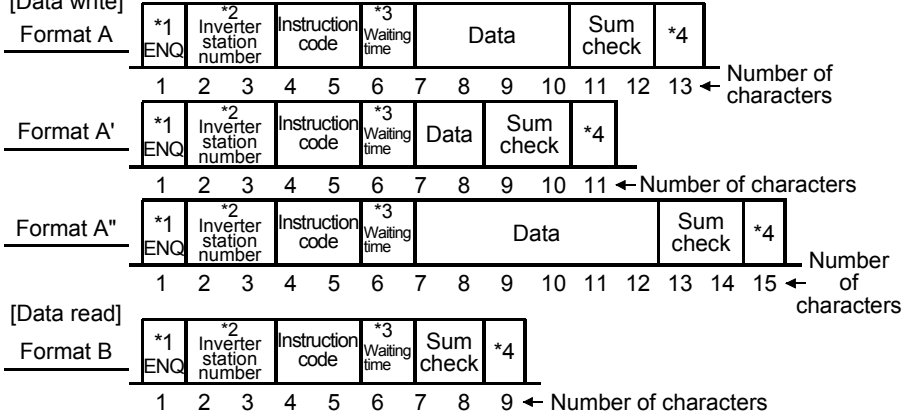 [Data write]
Format A
*1 ENQ
*2 Inverter station number
Instruction code
*3 Waiting time
Data
Sum check
*4
1 2 3 4 5 6 7 8 9 10 11 12 13 ← Number of characters
Format A'
*1 ENQ
*2 Inverter station number
Instruction code
*3 Waiting time
Data
Sum check
*4
1 2 3 4 5 6 7 8 9 10 11 ← Number of characters
Format A"
*1 ENQ
*2 Inverter station number
Instruction code
*3 Waiting time
Data
Sum check
*4
1 2 3 4 5 6 7 8 9 10 11 12 13 14 15 ← Number of characters
[Data read]
Format B
*1 ENQ
*2 Inverter station number
Instruction code
*3 Waiting time
Sum check
*4
1 2 3 4 5 6 7 8 9 ← Number of characters